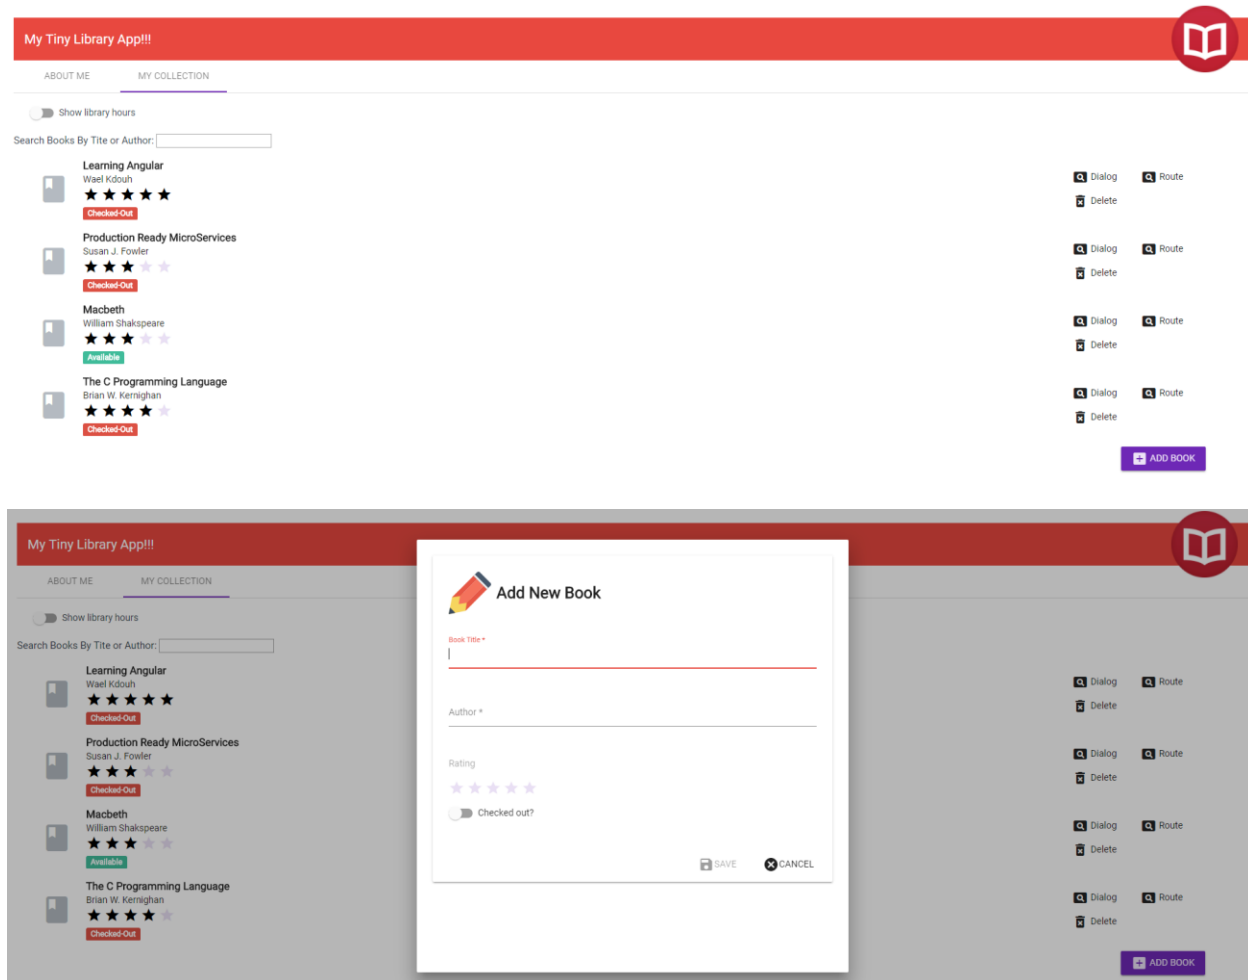 My Tiny Library App!!!
ABOUT ME MY COLLECTION
Show library hours
Search Books By Tite or Author:
Learning Angular
Wael Kdouh
Checked-Out
Dialog Route
Delete
Production Ready MicroServices
Susan J. Fowler
Checked-Out
Dialog Route
Delete
Macbeth
William Shakspeare
Available
Dialog Route
Delete
The C Programming Language
Brian W. Kernighan
Checked-Out
Dialog Route
Delete
ADD BOOK
My Tiny Library App!!!
ABOUT ME MY COLLECTION
Show library hours
Search Books By Tite or Author:
Learning Angular
Wael Kdouh
Checked-Out
Production Ready MicroServices
Susan J. Fowler
Checked-Out
Macbeth
William Shakspeare
Available
The C Programming Language
Brian W. Kernighan
Checked-Out
Add New Book
Book Title *
Author *
Rating
Checked out?
SAVE CANCEL
Dialog Route
Delete
Dialog Route
Delete
Dialog Route
Delete
Dialog Route
Delete
ADD BOOK